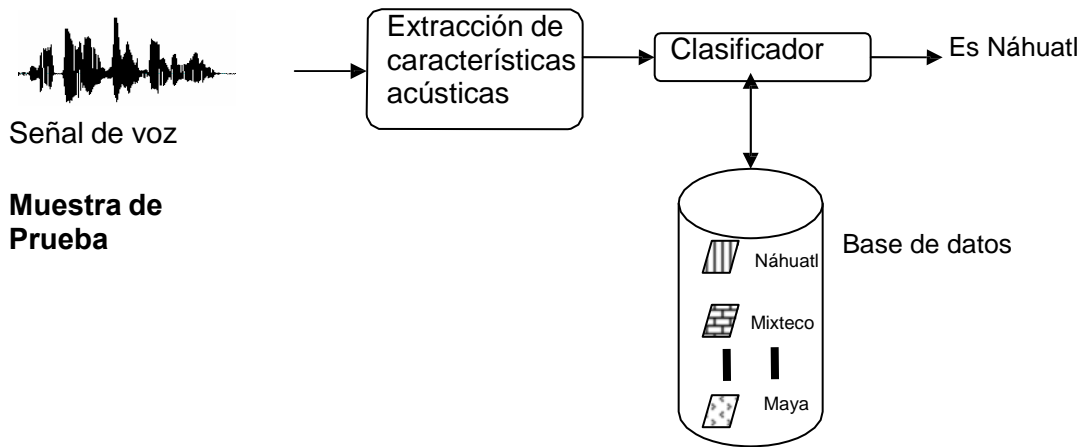 Señal de voz
Muestra de
Prueba
Extracción de
características
acústicas
Clasificador
Es Náhuatl
Base de datos
Náhuatl
Mixteco
Maya